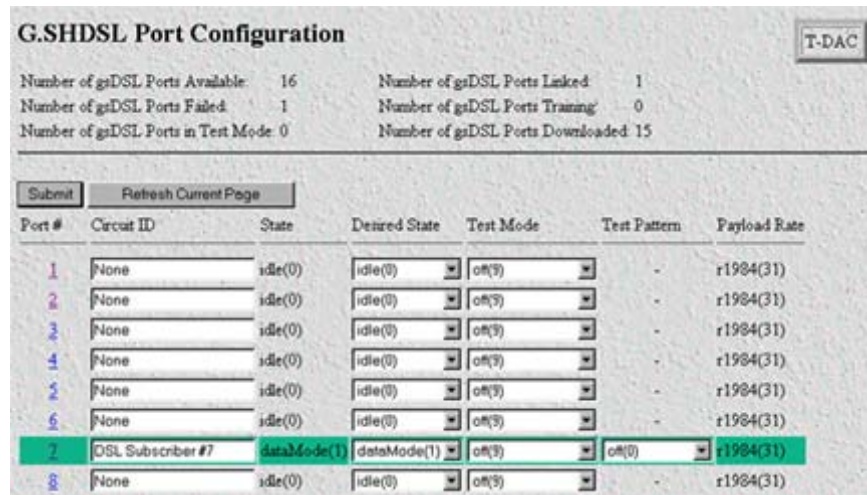 G.SHDSL Port Configuration
T-DAC
Number of gsDSL Ports Available: 16 Number of gsDSL Ports Linked: 1
Number of gsDSL Ports Failed: 1 Number of gsDSL Ports Training: 0
Number of gsDSL Ports in Test Mode: 0 Number of gsDSL Ports Downloaded: 15
Submit Refresh Current Page
Port # Circuit ID State Desired State Test Mode Test Pattern Payload Rate
1 None idle(0) idle(0) off(9) - r1984(31)
2 None idle(0) idle(0) off(9) - r1984(31)
3 None idle(0) idle(0) off(9) - r1984(31)
4 None idle(0) idle(0) off(9) - r1984(31)
5 None idle(0) idle(0) off(9) - r1984(31)
6 None idle(0) idle(0) off(9) - r1984(31)
7 DSL Subscriber #7 dataMode(1) dataMode(1) off(9) off(0) r1984(31)
8 None idle(0) idle(0) off(9) - r1984(31)